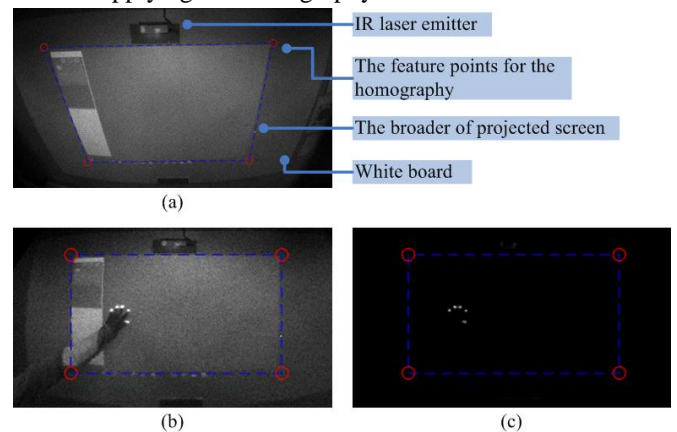 IR laser emitter
The feature points for the
homography
The broader of projected screen
White board
(a)
(b)
(c)